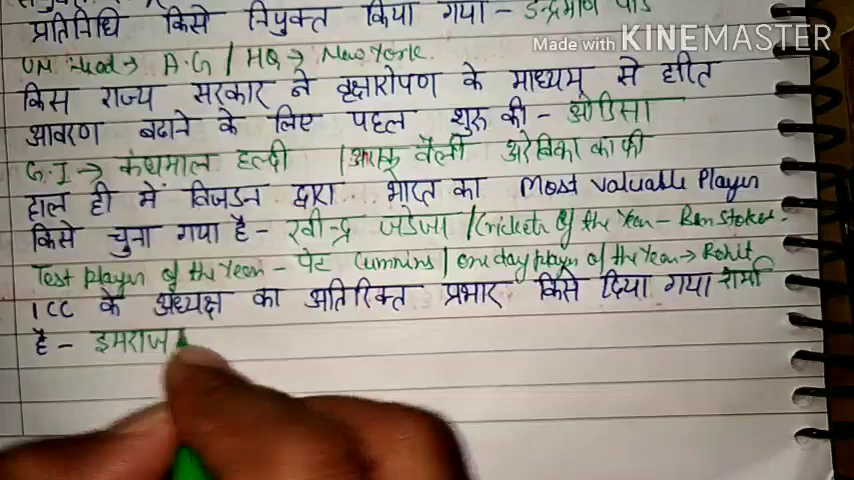 प्रतिनिधि किसे नियुक्त किया गया - इन्द्रमणि पांडे
Made with KINEMASTER
U.N. Head → A.G / HQ → New York
किस राज्य सरकार ने वृक्षारोपण के माध्यम से हरित
आवरण बढाने के लिए पहल शुरू की - ओडिसा
G.I → कंधमाल हल्दी / आराकू वैली अरेबिका काफी
हाल ही में विजडन द्वारा भारत का Most valuable Player
किसे चुना गया है - रवीन्द्र जडेजा / Cricketer of the Year - Ben Stokes
Test player of the Year - पेट Cummins / one day player of the Year → Rohit शर्मा
ICC के अध्यक्ष का अतिरिक्त प्रभार किसे दिया गया
है - इमराज